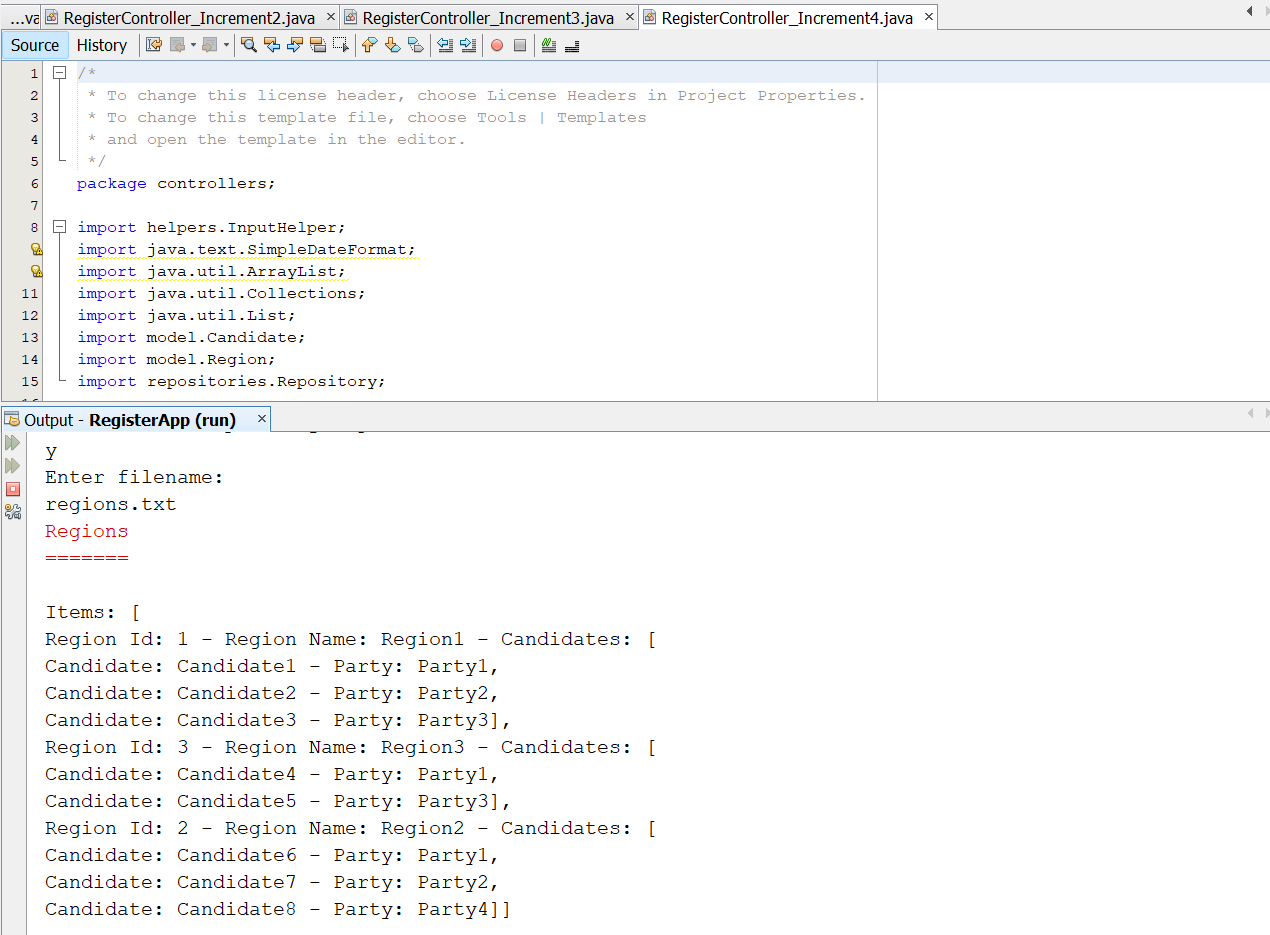 ...va
RegisterController_Increment2.java
RegisterController_Increment3.java
RegisterController_Increment4.java
Source History
1 /*
2 * To change this license header, choose License Headers in Project Properties.
3 * To change this template file, choose Tools | Templates
4 * and open the template in the editor.
5 */
6 package controllers;
7
8 import helpers.InputHelper;
import java.text.SimpleDateFormat;
import java.util.ArrayList;
11 import java.util.Collections;
12 import java.util.List;
13 import model.Candidate;
14 import model.Region;
15 import repositories.Repository;
Output - RegisterApp (run)
y
Enter filename:
regions.txt
Regions
=======
Items: [
Region Id: 1 - Region Name: Region1 - Candidates: [
Candidate: Candidate1 - Party: Party1,
Candidate: Candidate2 - Party: Party2,
Candidate: Candidate3 - Party: Party3],
Region Id: 3 - Region Name: Region3 - Candidates: [
Candidate: Candidate4 - Party: Party1,
Candidate: Candidate5 - Party: Party3],
Region Id: 2 - Region Name: Region2 - Candidates: [
Candidate: Candidate6 - Party: Party1,
Candidate: Candidate7 - Party: Party2,
Candidate: Candidate8 - Party: Party4]]